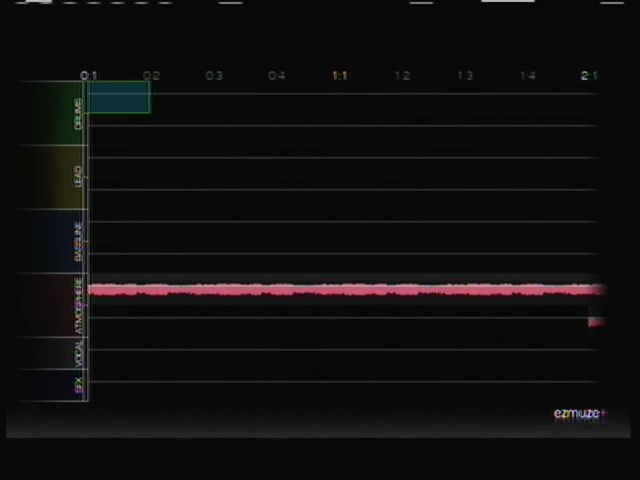 0:1 0:2 0:3 0:4 1:1 1:2 1:3 1:4 2:1
DRUMS
LEAD
BASSLINE
ATMOSPHERE
VOCAL
SFX
ezmuze+